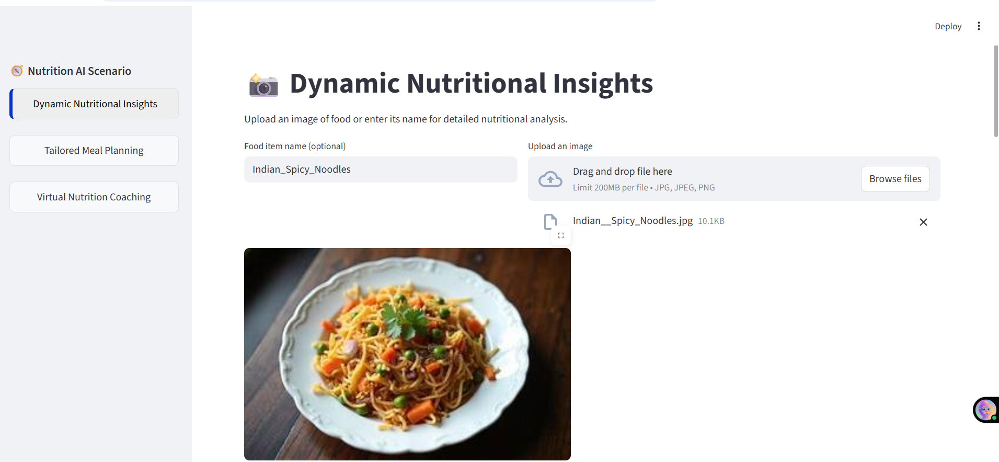 Deploy
Nutrition AI Scenario
Dynamic Nutritional Insights
Tailored Meal Planning
Virtual Nutrition Coaching
Dynamic Nutritional Insights
Upload an image of food or enter its name for detailed nutritional analysis.
Food item name (optional)
Indian_Spicy_Noodles
Upload an image
Drag and drop file here
Limit 200MB per file • JPG, JPEG, PNG
Browse files
Indian__Spicy_Noodles.jpg 10.1KB